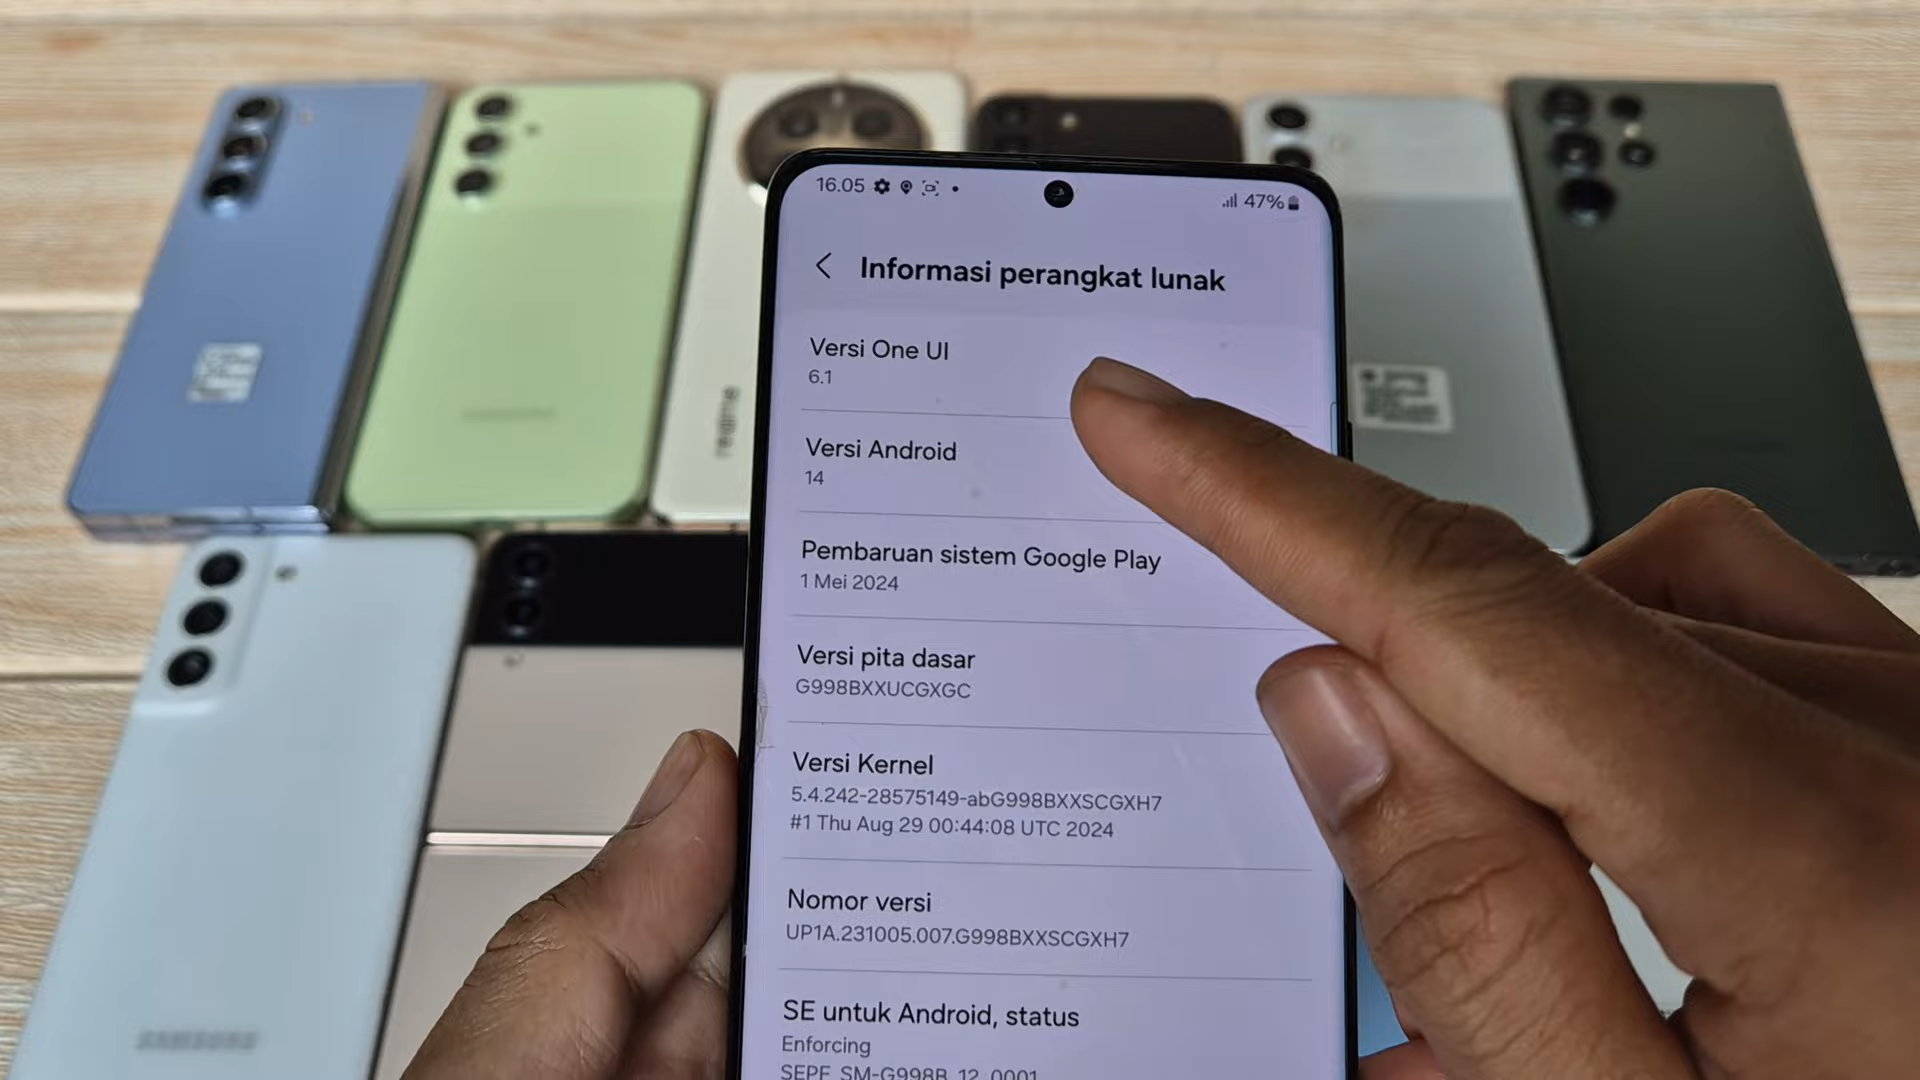 16.05
47%
Informasi perangkat lunak
Versi One UI
6.1
Versi Android
14
Pembaruan sistem Google Play
1 Mei 2024
Versi pita dasar
G998BXXUCGXGC
Versi Kernel
5.4.242-28575149-abG998BXXSCGXH7
#1 Thu Aug 29 00:44:08 UTC 2024
Nomor versi
UP1A.231005.007.G998BXXSCGXH7
SE untuk Android, status
Enforcing
SEPF_SM-G998B_12_0001
realme
SAMSUNG